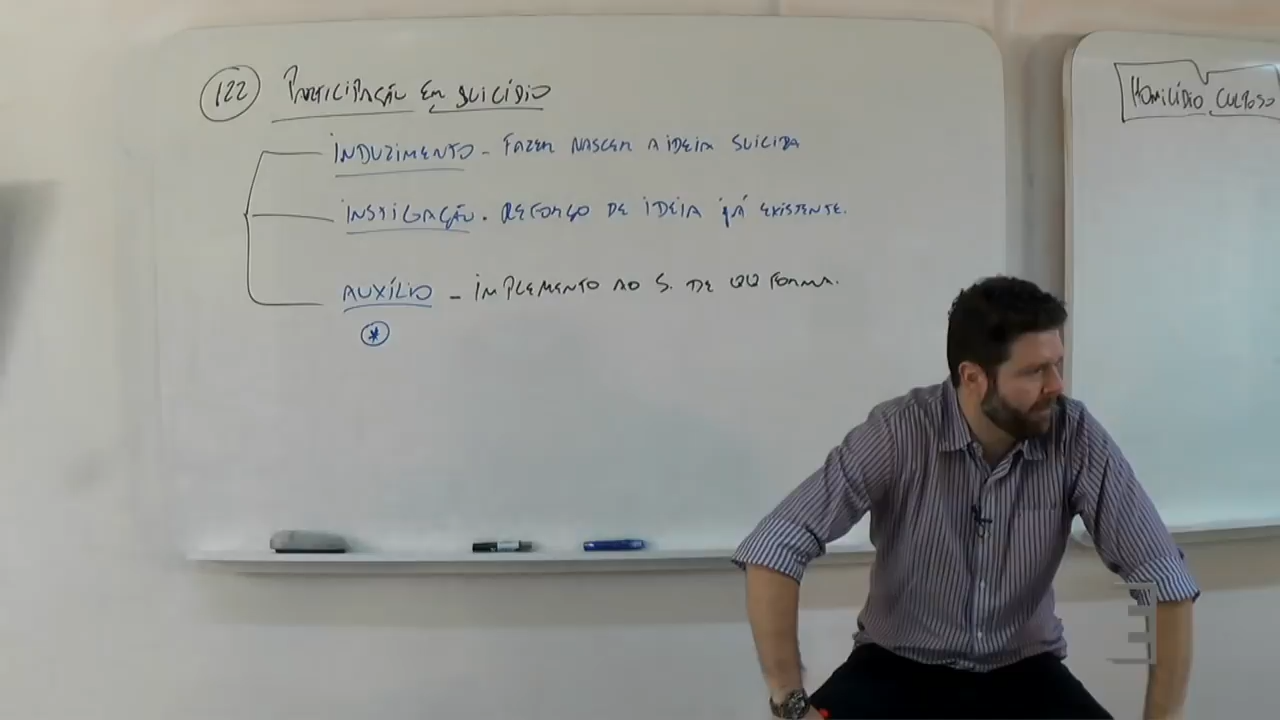 122 PARTICIPAÇÃO EM SUICÍDIO
INDUZIMENTO - FAZER NASCER A IDEIA SUICIDA
INSTIGAÇÃO. REFORÇO DE IDEIA JÁ EXISTENTE.
AUXÍLIO - IMPLEMENTO AO S. DE QQ FORMA.
*
HOMICÍDIO CULPOSO